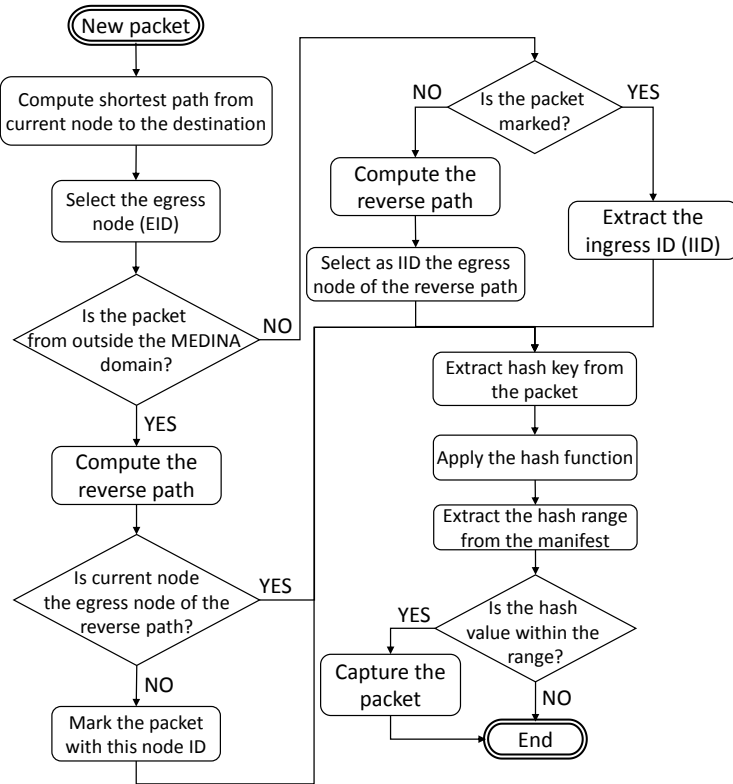 New packet
Compute shortest path from
current node to the destination
Select the egress
node (EID)
Is the packet
from outside the MEDINA
domain?
NO
YES
Compute the
reverse path
Is current node
the egress node of the
reverse path?
YES
NO
Mark the packet
with this node ID
Is the packet
marked?
NO
YES
Compute the
reverse path
Select as IID the egress
node of the reverse path
Extract the
ingress ID (IID)
Extract hash key from
the packet
Apply the hash function
Extract the hash range
from the manifest
Is the hash
value within the
range?
YES
NO
Capture the
packet
End